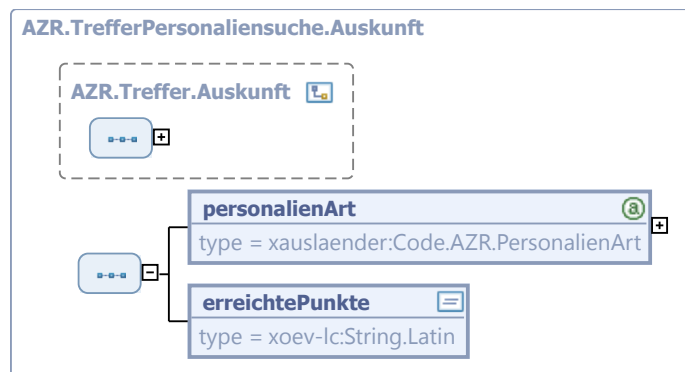 AZR.TrefferPersonaliensuche.Auskunft
AZR.Treffer.Auskunft
personalienArt
type = xauslaender:Code.AZR.PersonalienArt
erreichtePunkte
type = xoev-lc:String.Latin